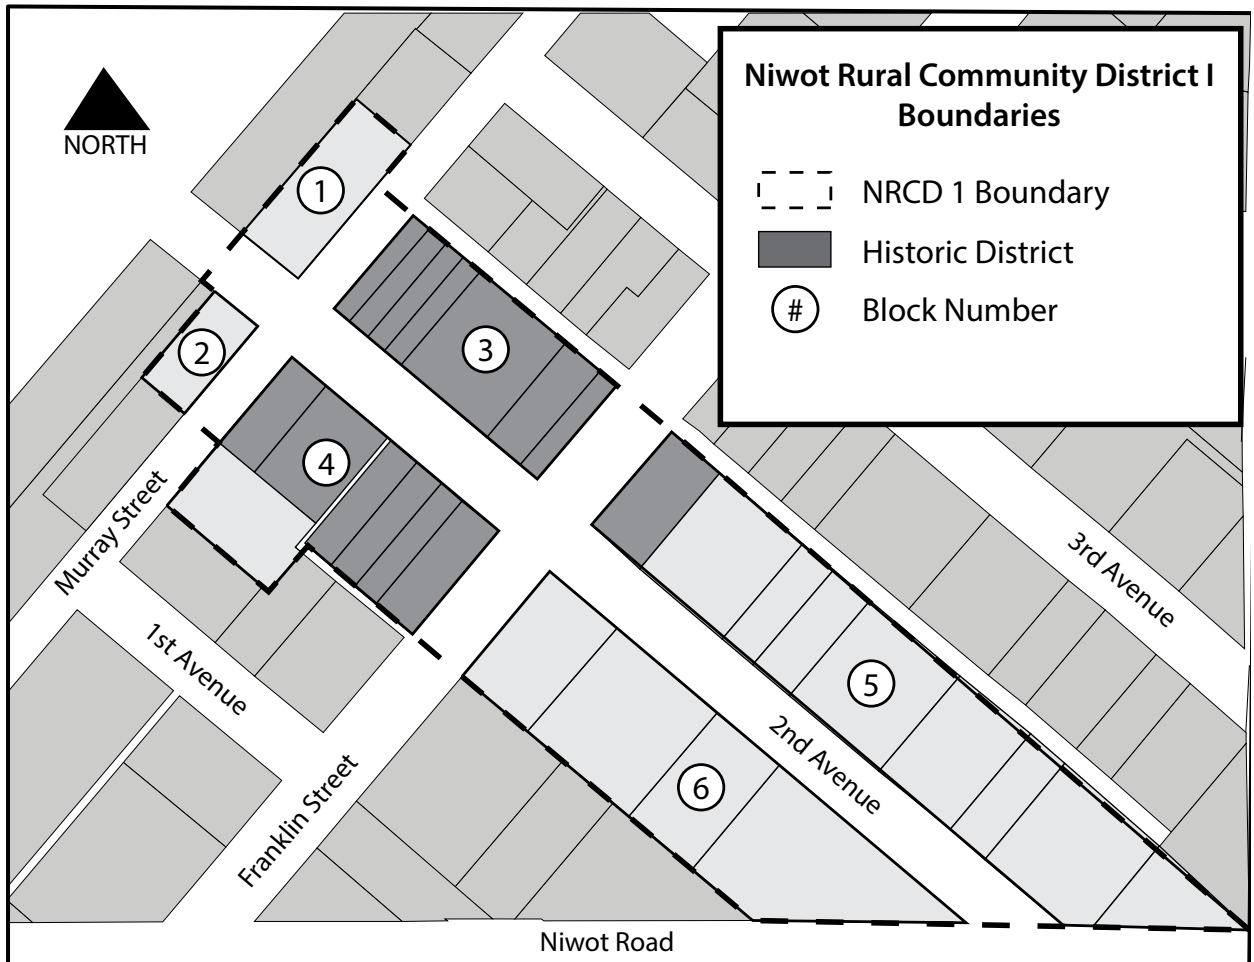 Niwot Rural Community District I
Boundaries
NORTH
NRCD 1 Boundary
Historic District
# Block Number
1
2
3
4
5
6
Murray Street
1st Avenue
Franklin Street
2nd Avenue
3rd Avenue
Niwot Road